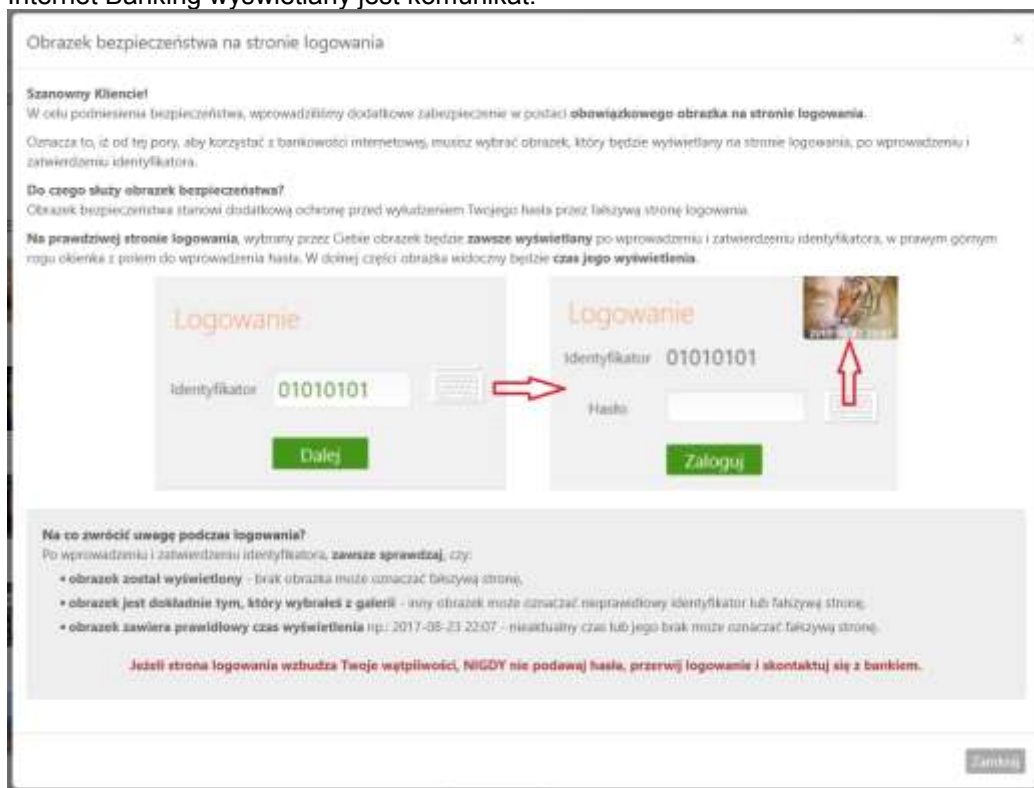 Internet Banking wyświetlany jest komunikat:
Obrazek bezpieczeństwa na stronie logowania
×
Szanowny Kliencie!
W celu podniesienia bezpieczeństwa, wprowadziliśmy dodatkowe zabezpieczenie w postaci obowiązkowego obrazka na stronie logowania.
Oznacza to, iż od tej pory, aby korzystać z bankowości internetowej, musisz wybrać obrazek, który będzie wyświetlany na stronie logowania, po wprowadzeniu i
zatwierdzeniu identyfikatora.
Do czego służy obrazek bezpieczeństwa?
Obrazek bezpieczeństwa stanowi dodatkową ochronę przed wyłudzeniem Twojego hasła przez fałszywą stronę logowania.
Na prawdziwej stronie logowania, wybrany przez Ciebie obrazek będzie zawsze wyświetlany po wprowadzeniu i zatwierdzeniu identyfikatora, w prawym górnym
rogu okienka z polem do wprowadzenia hasła. W dolnej części obrazka widoczny będzie czas jego wyświetlenia.
Logowanie
Identyfikator 01010101
Dalej
Logowanie
Identyfikator 01010101
Hasło
Zaloguj
Na co zwrócić uwagę podczas logowania?
Po wprowadzeniu i zatwierdzeniu identyfikatora, zawsze sprawdzaj, czy:
• obrazek został wyświetlony - brak obrazka może oznaczać fałszywą stronę,
• obrazek jest dokładnie tym, który wybrałeś z galerii - inny obrazek może oznaczać nieprawidłowy identyfikator lub fałszywą stronę,
• obrazek zawiera prawidłowy czas wyświetlenia np.: 2017-08-23 22:07 - nieaktualny czas lub jego brak może oznaczać fałszywą stronę.
Jeżeli strona logowania wzbudza Twoje wątpliwości, NIGDY nie podawaj hasła, przerwij logowanie i skontaktuj się z bankiem.
Zamknij